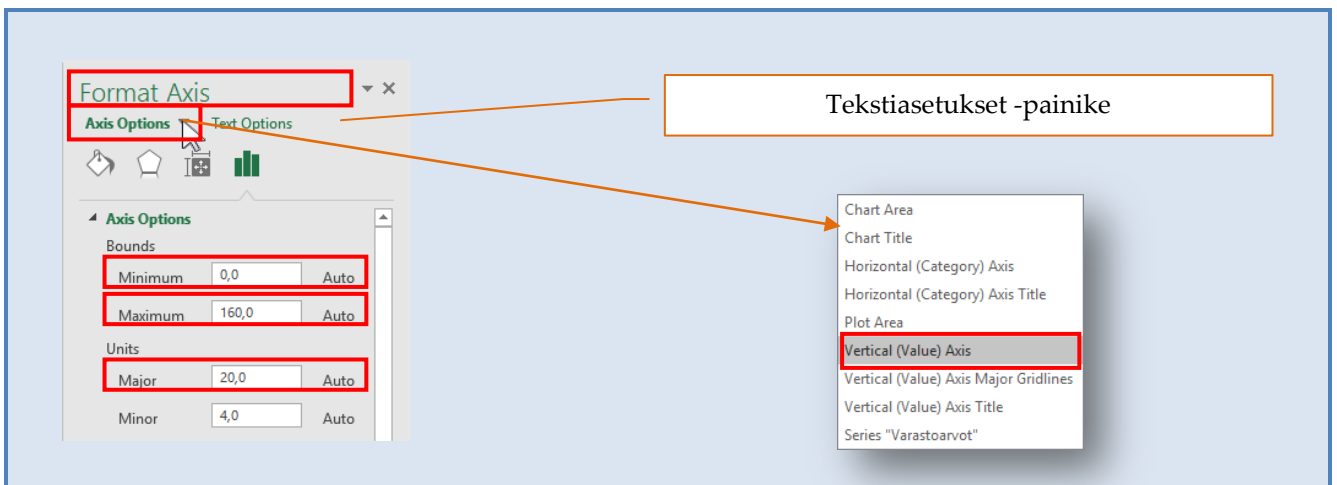 Format Axis
Axis Options Text Options
Axis Options
Bounds
Minimum 0,0 Auto
Maximum 160,0 Auto
Units
Major 20,0 Auto
Minor 4,0 Auto
Tekstiasetukset -painike
Chart Area
Chart Title
Horizontal (Category) Axis
Horizontal (Category) Axis Title
Plot Area
Vertical (Value) Axis
Vertical (Value) Axis Major Gridlines
Vertical (Value) Axis Title
Series "Varastoarvot"